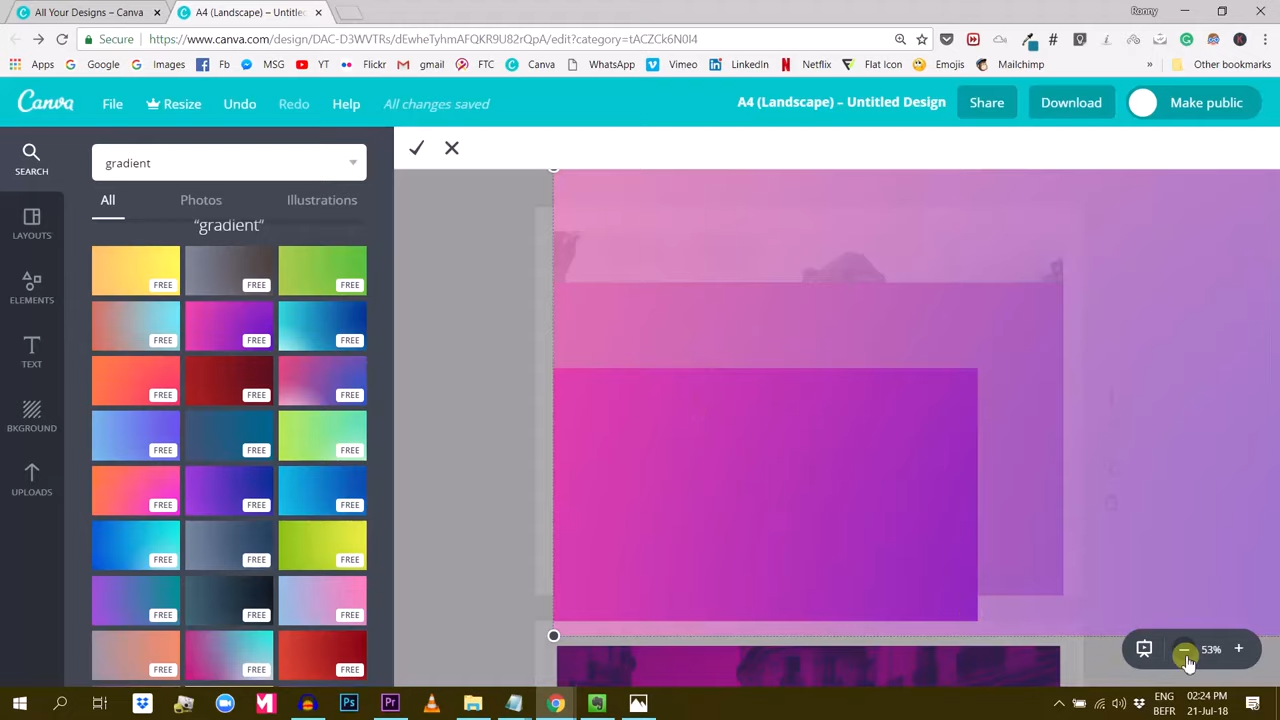 All Your Designs – Canva
A4 (Landscape) – Untitle
Ronny
Secure
https://www.canva.com/design/DAC-D3WVTRs/dEwheTyhmAFQKR9U82rQpA/edit?category=tACZCk6N0I4
Apps
Google
Images
Fb
MSG
YT
Flickr
gmail
FTC
Canva
WhatsApp
Vimeo
LinkedIn
Netflix
Flat Icon
Emojis
Mailchimp
»
Other bookmarks
Canva
File
Resize
Undo
Redo
Help
All changes saved
A4 (Landscape) – Untitled Design
Share
Download
Make public
SEARCH
LAYOUTS
ELEMENTS
TEXT
BKGROUND
UPLOADS
gradient
All
Photos
Illustrations
“gradient“
FREE FREE FREE
FREE FREE FREE
FREE FREE FREE
FREE FREE FREE
FREE FREE FREE
FREE FREE FREE
FREE FREE FREE
FREE FREE FREE
53%
ENG
BEFR
02:24 PM
21-Jul-18